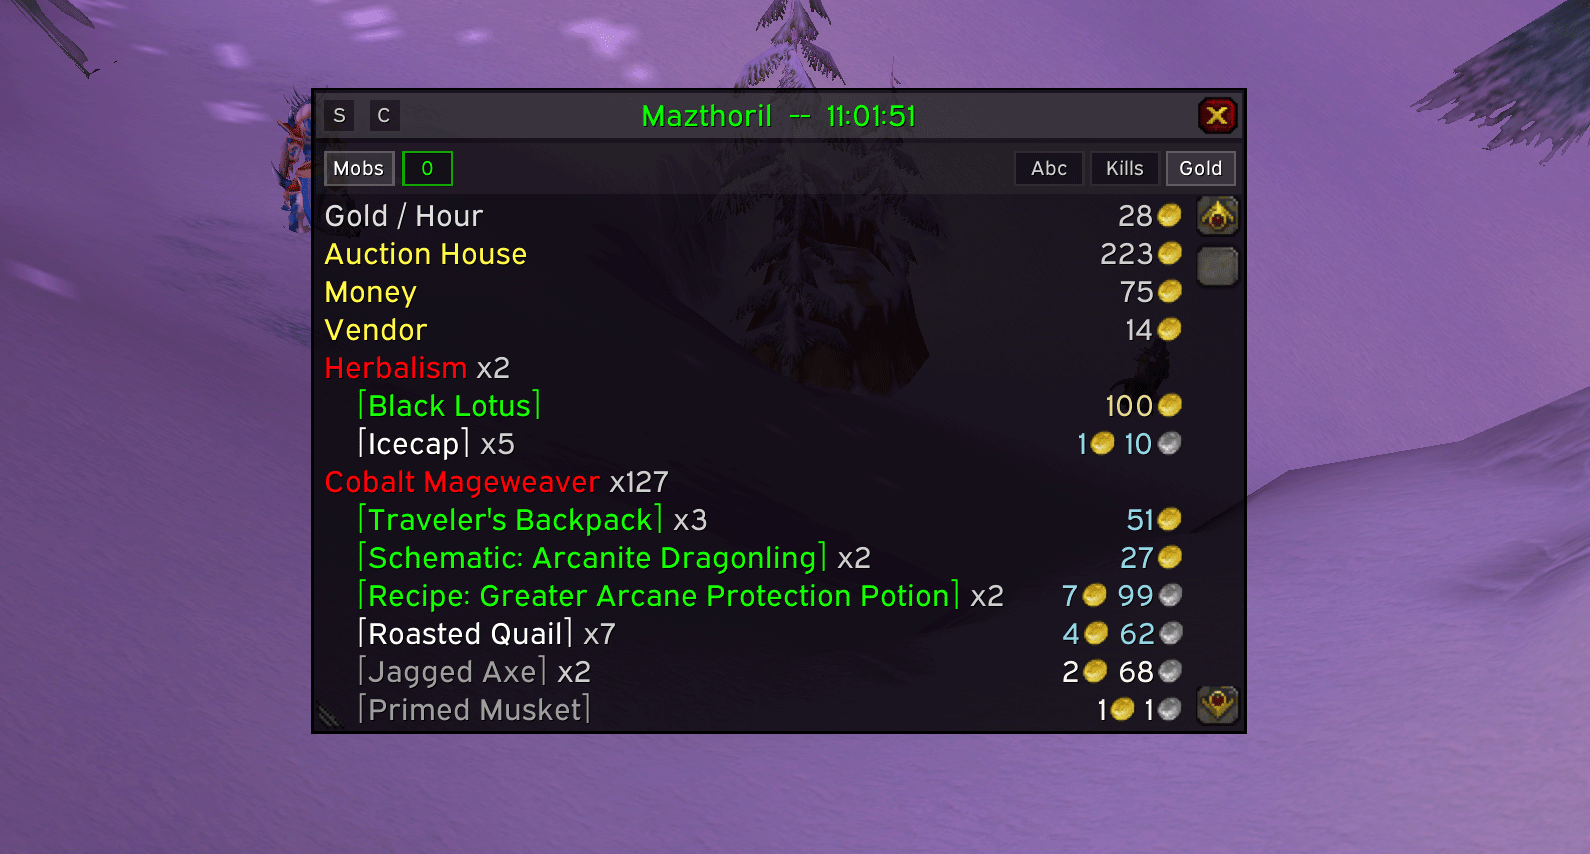 S C Mazthoril -- 11:01:51
Mobs 0 Abc Kills Gold
Gold / Hour 28
Auction House 223
Money 75
Vendor 14
Herbalism x2
[Black Lotus] 100
[Icecap] x5 1 10
Cobalt Mageweaver x127
[Traveler's Backpack] x3 51
[Schematic: Arcanite Dragonling] x2 27
[Recipe: Greater Arcane Protection Potion] x2 7 99
[Roasted Quail] x7 4 62
[Jagged Axe] x2 2 68
[Primed Musket] 1 1